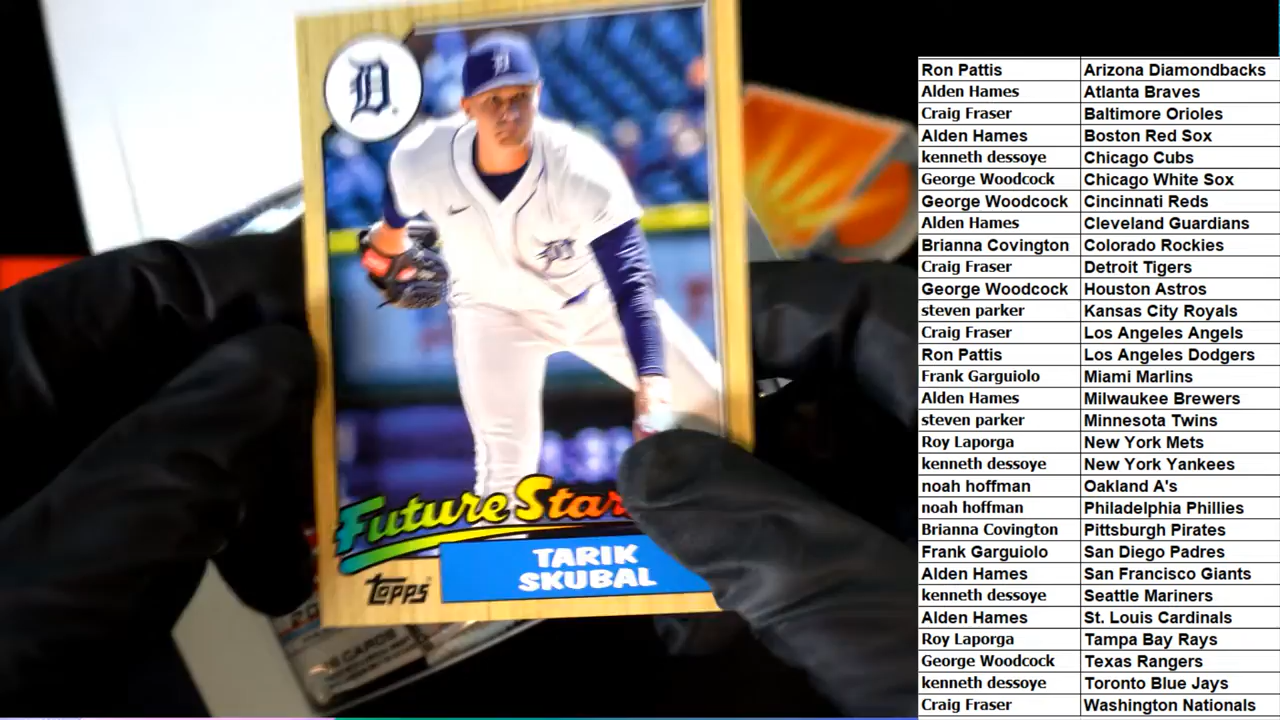 D
D
D
Future Star
TARIK
SKUBAL
Topps
Ron Pattis Arizona Diamondbacks
Alden Hames Atlanta Braves
Craig Fraser Baltimore Orioles
Alden Hames Boston Red Sox
kenneth dessoye Chicago Cubs
George Woodcock Chicago White Sox
George Woodcock Cincinnati Reds
Alden Hames Cleveland Guardians
Brianna Covington Colorado Rockies
Craig Fraser Detroit Tigers
George Woodcock Houston Astros
steven parker Kansas City Royals
Craig Fraser Los Angeles Angels
Ron Pattis Los Angeles Dodgers
Frank Garguiolo Miami Marlins
Alden Hames Milwaukee Brewers
steven parker Minnesota Twins
Roy Laporga New York Mets
kenneth dessoye New York Yankees
noah hoffman Oakland A's
noah hoffman Philadelphia Phillies
Brianna Covington Pittsburgh Pirates
Frank Garguiolo San Diego Padres
Alden Hames San Francisco Giants
kenneth dessoye Seattle Mariners
Alden Hames St. Louis Cardinals
Roy Laporga Tampa Bay Rays
George Woodcock Texas Rangers
kenneth dessoye Toronto Blue Jays
Craig Fraser Washington Nationals